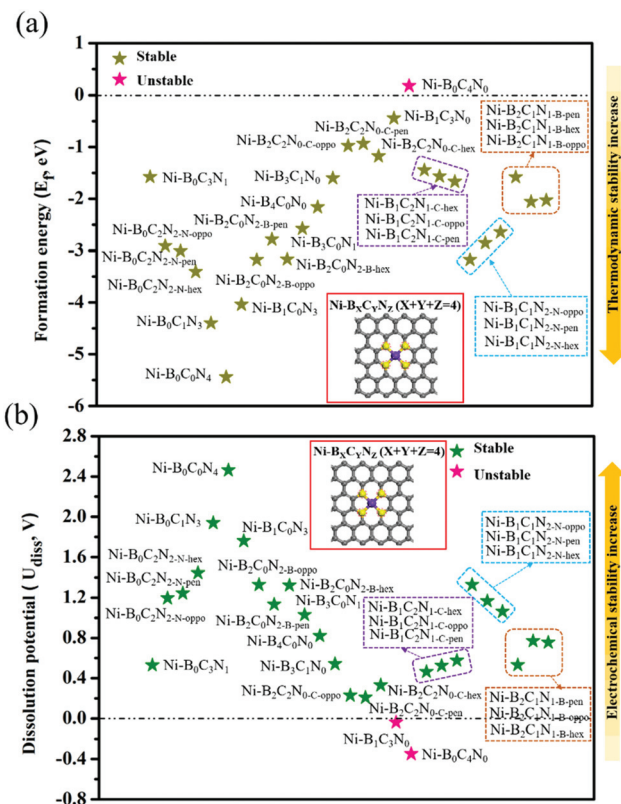 (a)
Stable
Unstable
Ni-B₀C₄N₀
Ni-B₁C₃N₀
Ni-B₂C₁N₁₋B₋pen
Ni-B₂C₁N₁₋B₋hex
Ni-B₂C₁N₁₋B₋oppo
Ni-B₂C₂N₀₋C₋pen
Ni-B₂C₂N₀₋C₋oppo
Ni-B₂C₂N₀₋C₋hex
Ni-B₀C₃N₁
Ni-B₃C₁N₀
Ni-B₄C₀N₀
Ni-B₁C₂N₁₋C₋hex
Ni-B₁C₂N₁₋C₋oppo
Ni-B₁C₂N₁₋C₋pen
Ni-B₂C₀N₂₋B₋pen
Ni-B₀C₂N₂₋N₋oppo
Ni-B₃C₀N₁
Ni-B₀C₂N₂₋N₋pen
Ni-B₂C₀N₂₋B₋hex
Ni-B₀C₂N₂₋N₋hex
Ni-B₂C₀N₂₋B₋oppo
Ni-B₁C₀N₃
Ni-B₀C₁N₃
Ni-B₀C₀N₄
Ni-BXCYNZ (X+Y+Z=4)
Ni-B₁C₁N₂₋N₋oppo
Ni-B₁C₁N₂₋N₋pen
Ni-B₁C₁N₂₋N₋hex
1
0
-1
-2
-3
-4
-5
-6
Formation energy (Ef, eV)
Thermodynamic stability increase
(b)
Ni-BXCYNZ (X+Y+Z=4)
Stable
Unstable
Ni-B₀C₀N₄
Ni-B₀C₁N₃
Ni-B₁C₀N₃
Ni-B₁C₁N₂₋N₋oppo
Ni-B₁C₁N₂₋N₋pen
Ni-B₁C₁N₂₋N₋hex
Ni-B₀C₂N₂₋N₋hex
Ni-B₂C₀N₂₋B₋oppo
Ni-B₀C₂N₂₋N₋pen
Ni-B₂C₀N₂₋B₋hex
Ni-B₃C₀N₁
Ni-B₀C₂N₂₋N₋oppo
Ni-B₂C₀N₂₋B₋pen
Ni-B₄C₀N₀
Ni-B₁C₂N₁₋C₋hex
Ni-B₁C₂N₁₋C₋oppo
Ni-B₁C₂N₁₋C₋pen
Ni-B₀C₃N₁
Ni-B₃C₁N₀
Ni-B₂C₂N₀₋C₋oppo
Ni-B₂C₂N₀₋C₋hex
Ni-B₂C₂N₀₋C₋pen
Ni-B₁C₃N₀
Ni-B₀C₄N₀
Ni-B₂C₁N₁₋B₋pen
Ni-B₂C₁N₁₋B₋oppo
Ni-B₂C₁N₁₋B₋hex
2.8
2.4
2.0
1.6
1.2
0.8
0.4
0.0
-0.4
-0.8
Dissolution potential ( Udiss, V)
Electrochemical stability increase